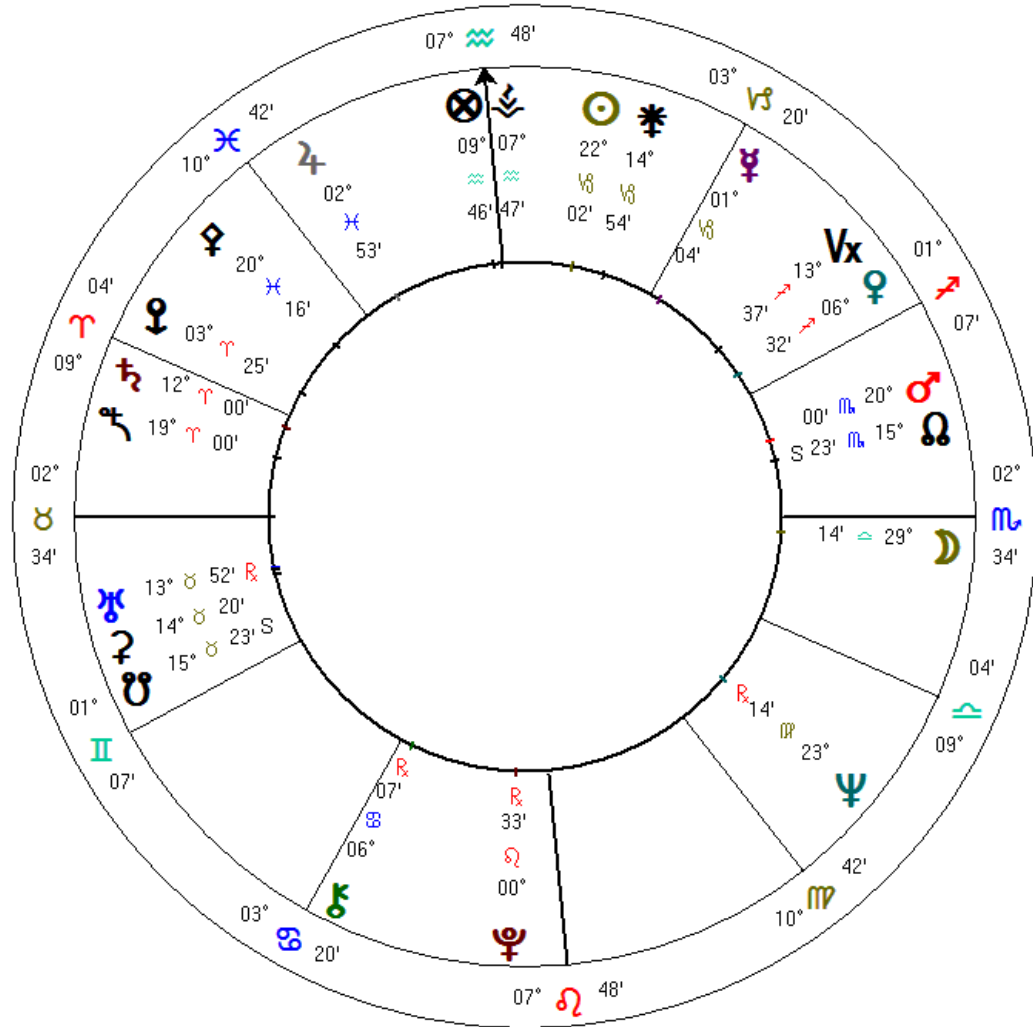 07° ♒ 48'
03° ♑ 20'
01° ♐ 07'
02° ♏ 34'
04' ♎ 09°
42' ♍ 10°
07° ♌ 48'
03° ♋ 20'
01° ♊ 07'
02° ♉ 34'
04' ♈ 09°
42' ♓ 10°
⊗ 09° ♒ 46'
07° ♒ 47'
☉ 22° ♑ 02'
14° ♑ 54'
☿ 01° ♑ 04'
Vx 13° ♐ 37'
♀ 06° ♐ 32'
00' ♏ 20° ♂
S 23' ♏ 15° ☊
14' ♎ 29° ☽
℞ 14' ♍ 23° ♆
℞ 33' ♌ 00° ♇
℞ 07' ♋ 06° ⚷
♅ 13° ♉ 52' ℞
⚳ 14° ♉ 20'
☋ 15° ♉ 23' S
19° ♈ 00'
♄ 12° ♈ 00'
03° ♈ 25'
⚴ 20° ♓ 16'
♃ 02° ♓ 53'